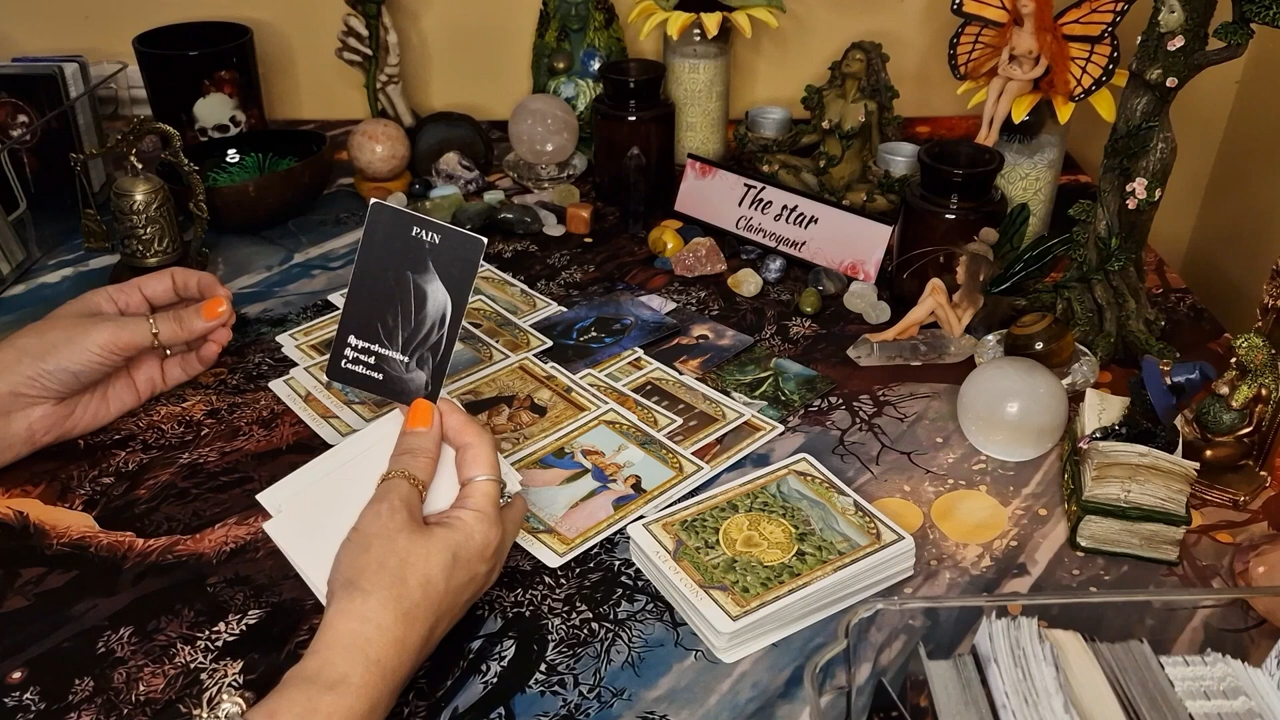 PAIN
Apprehensive
Afraid
Cautious
The star
Clairvoyant
ACE OF COINS